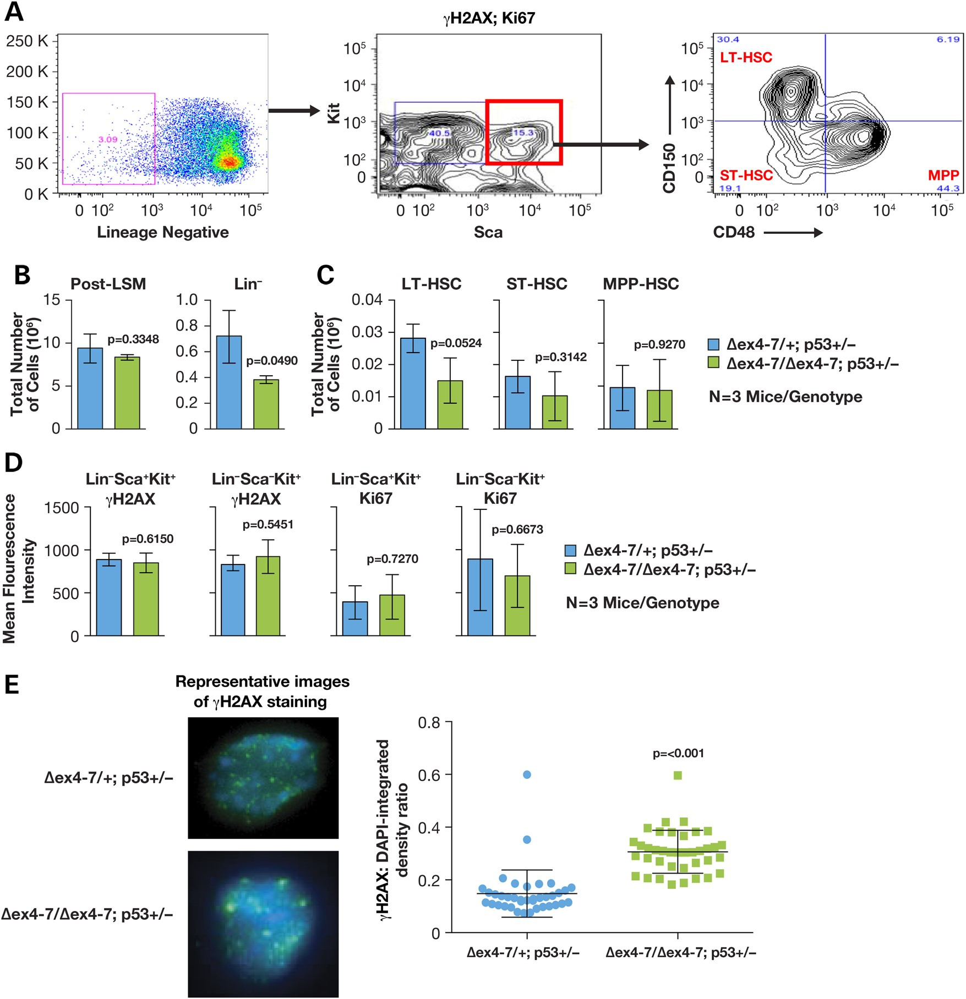 A
γH2AX; Ki67
250 K
200 K
150 K
100 K
50 K
0 K
3.09
0 10² 10³ 10⁴ 10⁵
Lineage Negative
Kit
10⁵
10⁴
10³
10²
0
40.5
15.3
0 10² 10³ 10⁴ 10⁵
Sca
CD150
10⁵
10⁴
10³
10²
0
30.4
6.19
LT-HSC
ST-HSC
MPP
19.1
44.3
0 10² 10³ 10⁴ 10⁵
CD48
B
Post-LSM
Lin⁻
Total Number
of Cells (10⁶)
15
10
5
0
p=0.3348
1.0
0.8
0.6
0.4
0.2
0
p=0.0490
C
LT-HSC
ST-HSC
MPP-HSC
Total Number
of Cells (10⁶)
0.04
0.03
0.02
0.01
0
p=0.0524
p=0.3142
p=0.9270
Δex4-7/+; p53+/–
Δex4-7/Δex4-7; p53+/–
N=3 Mice/Genotype
D
Lin⁻Sca⁺Kit⁺
γH2AX
Lin⁻Sca⁻Kit⁺
γH2AX
Lin⁻Sca⁺Kit⁺
Ki67
Lin⁻Sca⁻Kit⁺
Ki67
Mean Flourescence
Intensity
1500
1000
500
0
p=0.6150
p=0.5451
p=0.7270
p=0.6673
Δex4-7/+; p53+/–
Δex4-7/Δex4-7; p53+/–
N=3 Mice/Genotype
E
Representative images
of γH2AX staining
Δex4-7/+; p53+/–
Δex4-7/Δex4-7; p53+/–
γH2AX: DAPI-integrated
density ratio
0.8
0.6
0.4
0.2
0
p=<0.001
Δex4-7/+; p53+/–
Δex4-7/Δex4-7; p53+/–